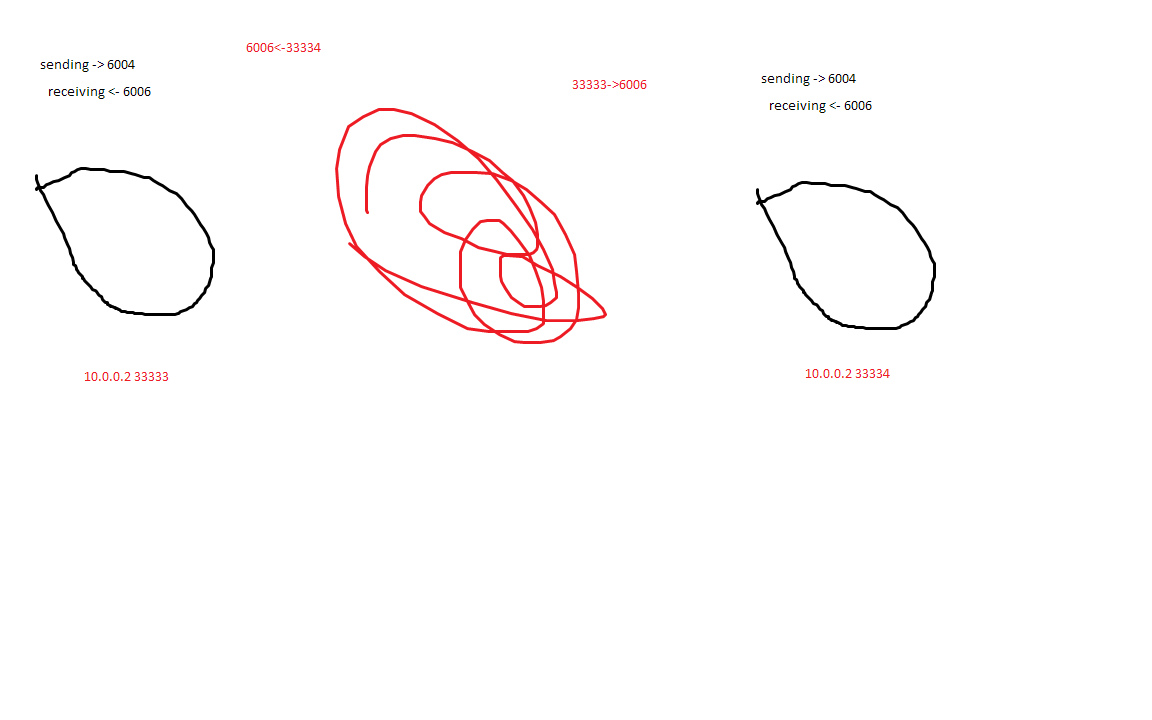 6006<-33334
sending -> 6004
receiving <- 6006
33333->6006
sending -> 6004
receiving <- 6006
10.0.0.2 33333
10.0.0.2 33334